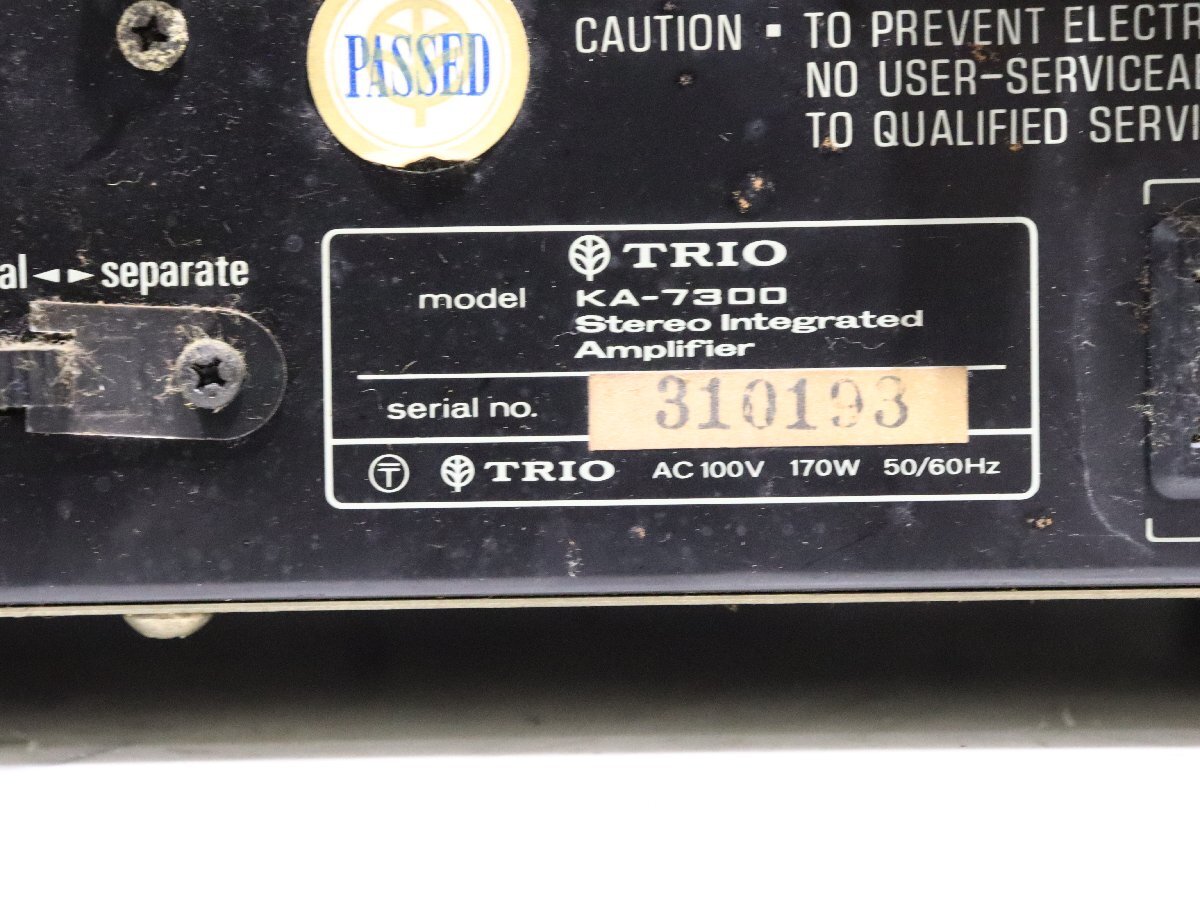 PASSED
CAUTION ▪ TO PREVENT ELECTR
NO USER-SERVICEA
TO QUALIFIED SERVI
al ◄ ► separate
TRIO
model KA-7300
Stereo Integrated
Amplifier
serial no. 310193
T TRIO AC 100V 170W 50/60Hz